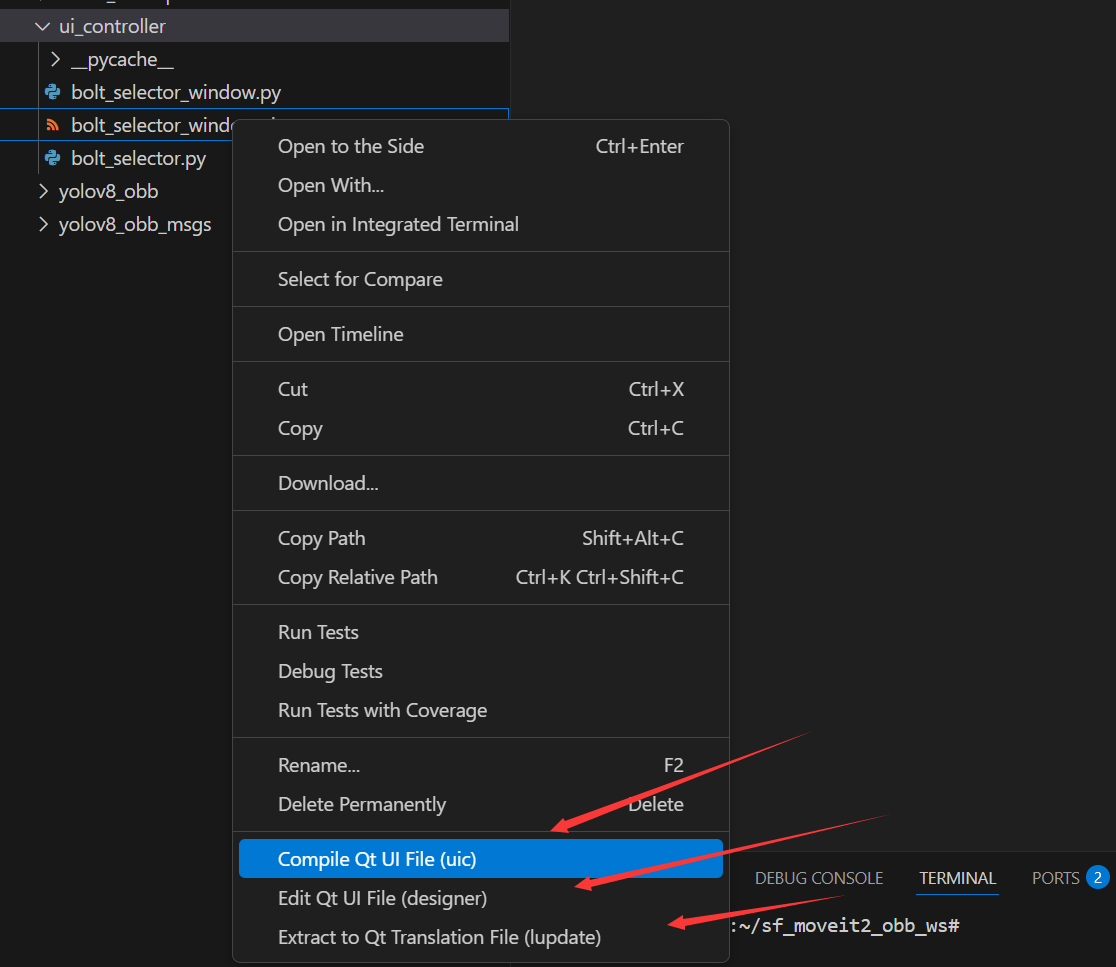 ui_controller
__pycache__
bolt_selector_window.py
bolt_selector_windo
bolt_selector.py
yolov8_obb
yolov8_obb_msgs
Open to the Side Ctrl+Enter
Open With...
Open in Integrated Terminal
Select for Compare
Open Timeline
Cut Ctrl+X
Copy Ctrl+C
Download...
Copy Path Shift+Alt+C
Copy Relative Path Ctrl+K Ctrl+Shift+C
Run Tests
Debug Tests
Run Tests with Coverage
Rename... F2
Delete Permanently Delete
Compile Qt UI File (uic)
Edit Qt UI File (designer)
Extract to Qt Translation File (lupdate)
DEBUG CONSOLE TERMINAL PORTS 2
:~/sf_moveit2_obb_ws#